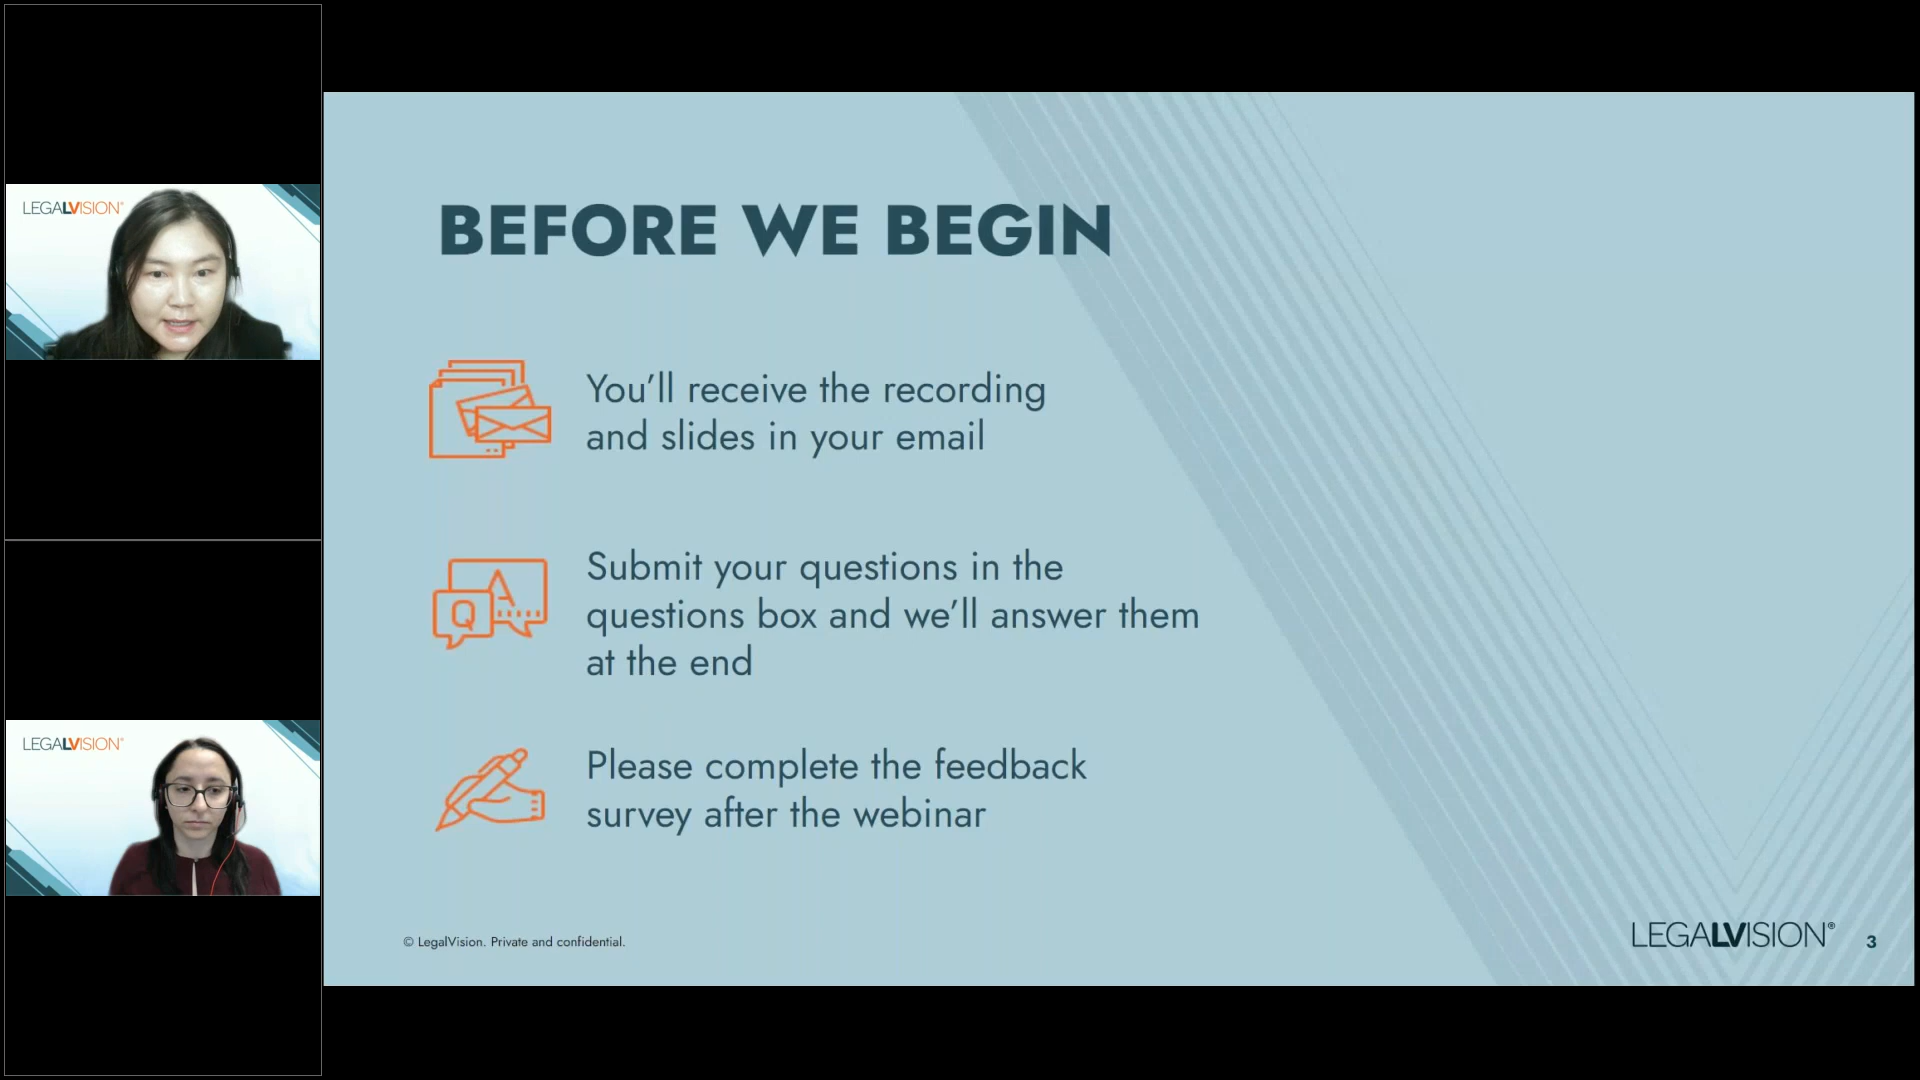 LEGALVISION®
BEFORE WE BEGIN
You’ll receive the recording
and slides in your email
Q A
Submit your questions in the
questions box and we’ll answer them
at the end
Please complete the feedback
survey after the webinar
LEGALVISION®
© LegalVision. Private and confidential.
LEGALVISION®
3